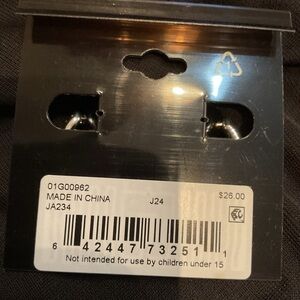 01G00962
MADE IN CHINA J24 $26.00
JA234
6 42447 73251 1
Not intended for use by children under 15